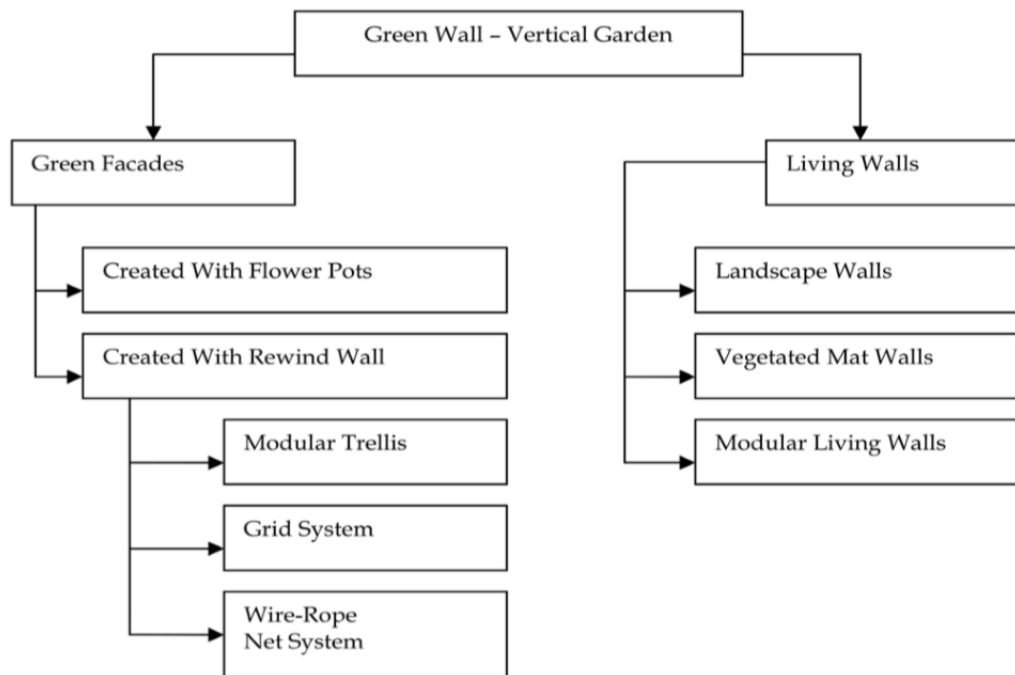 Green Wall – Vertical Garden
Green Facades
Living Walls
Created With Flower Pots
Landscape Walls
Created With Rewind Wall
Vegetated Mat Walls
Modular Trellis
Modular Living Walls
Grid System
Wire-Rope
Net System